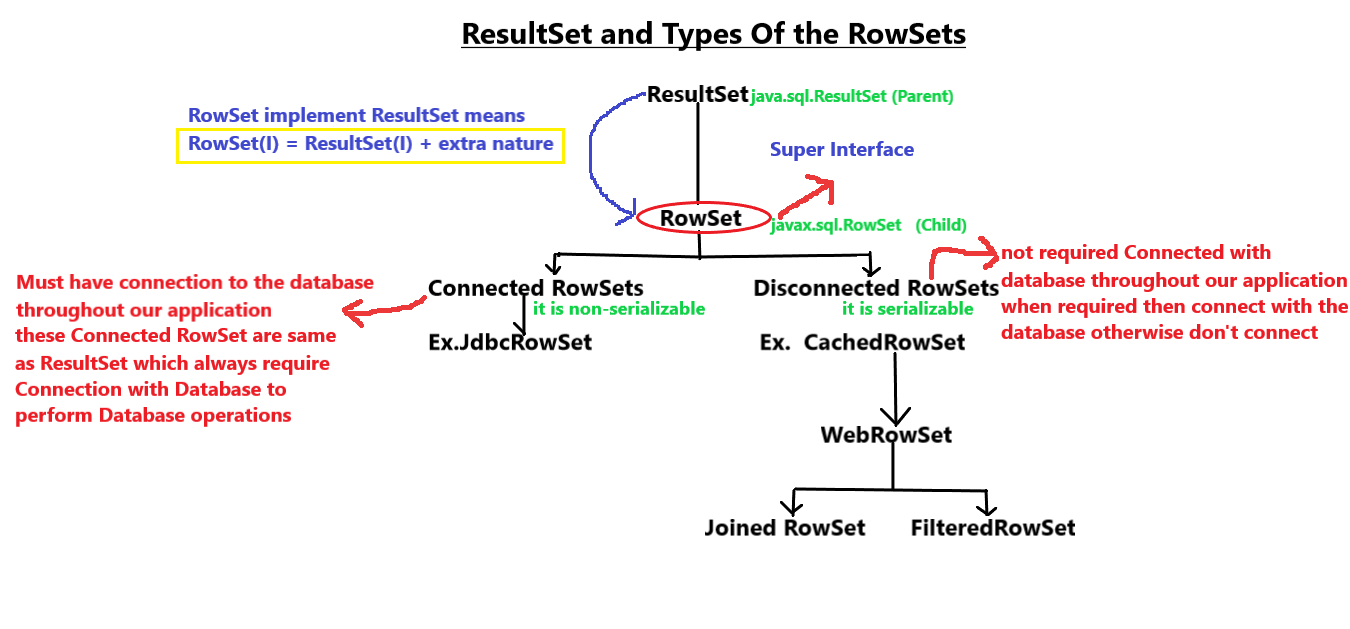 ResultSet and Types Of the RowSets
ResultSet java.sql.ResultSet (Parent)
RowSet implement ResultSet means
RowSet(I) = ResultSet(I) + extra nature
Super Interface
RowSet
javax.sql.RowSet (Child)
Must have connection to the database
throughout our application
these Connected RowSet are same
as ResultSet which always require
Connection with Database to
perform Database operations
Connected RowSets
it is non-serializable
Ex.JdbcRowSet
Disconnected RowSets
it is serializable
Ex. CachedRowSet
not required Connected with
database throughout our application
when required then connect with the
database otherwise don't connect
WebRowSet
Joined RowSet
FilteredRowSet